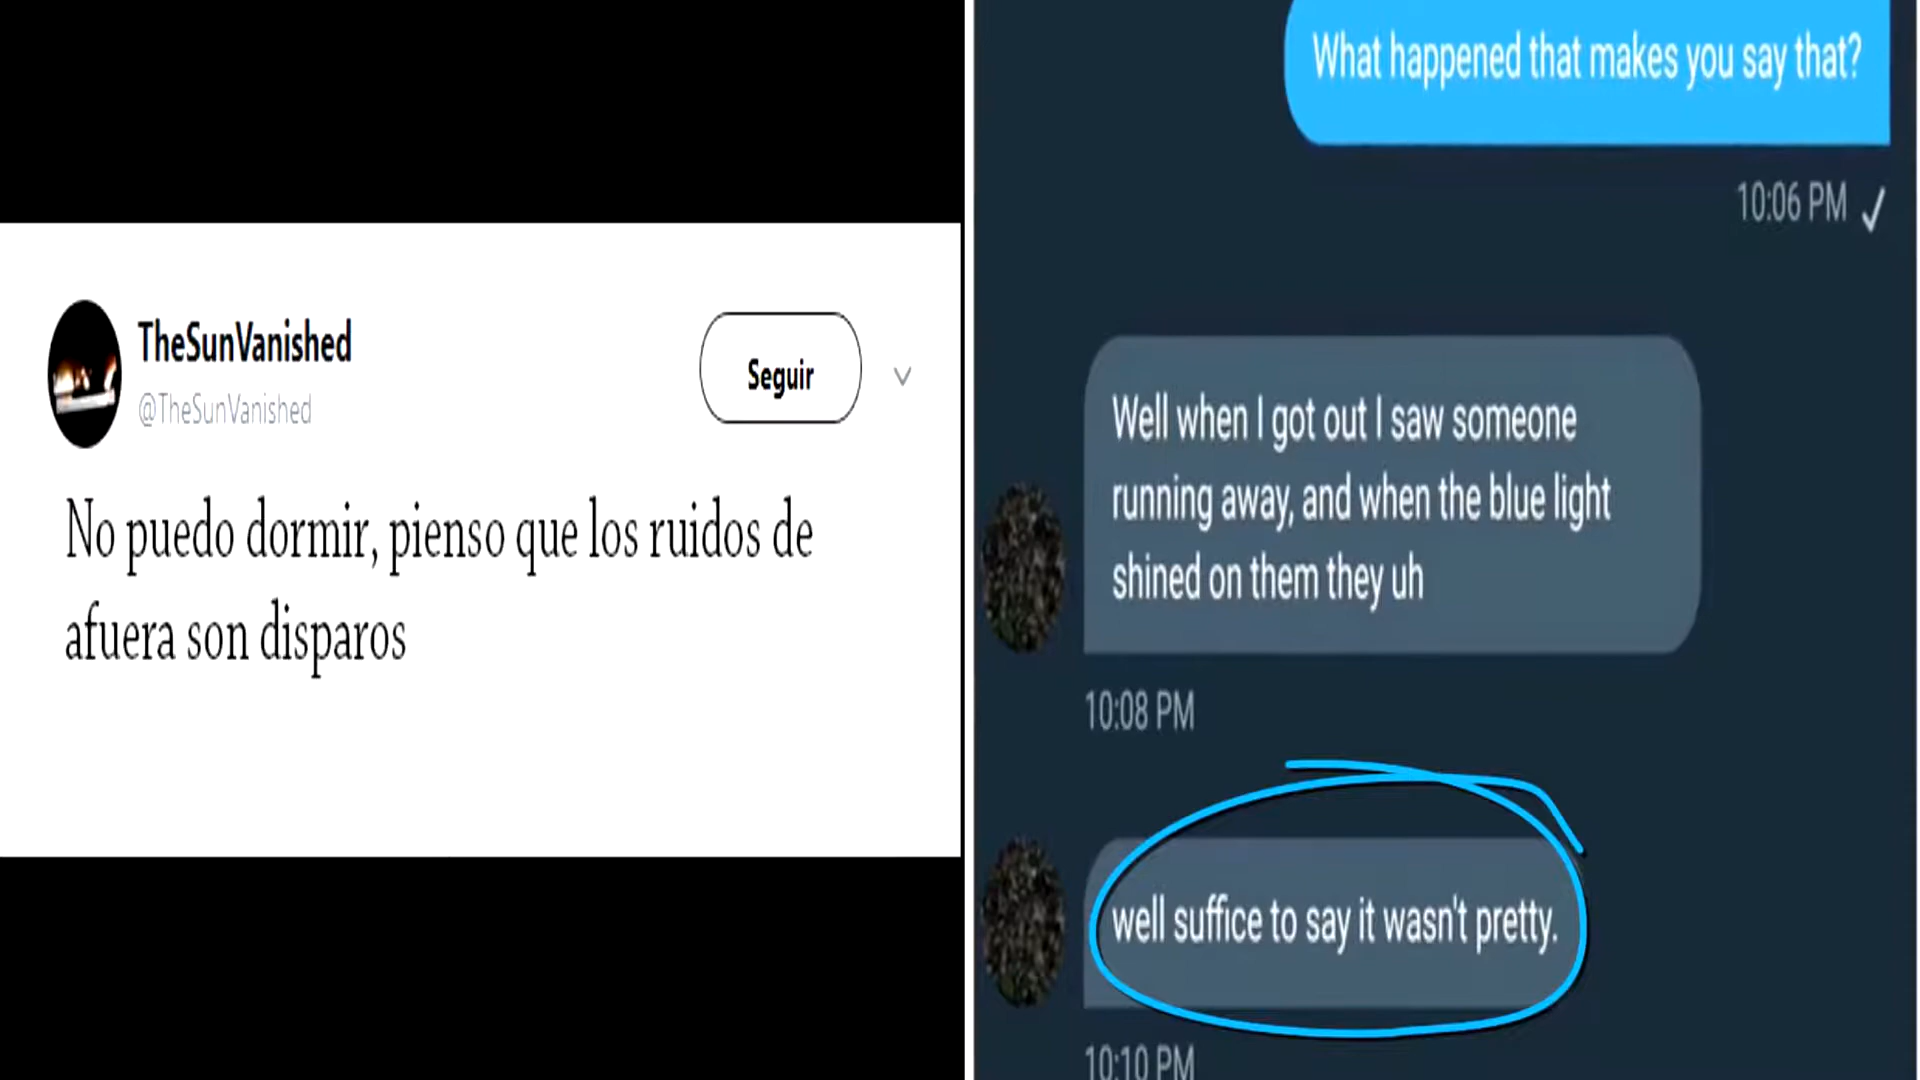 TheSunVanished
@TheSunVanished
Seguir
No puedo dormir, pienso que los ruidos de
afuera son disparos
What happened that makes you say that?
10:06 PM
Well when I got out I saw someone
running away, and when the blue light
shined on them they uh
10:08 PM
well suffice to say it wasn't pretty.
10:10 PM